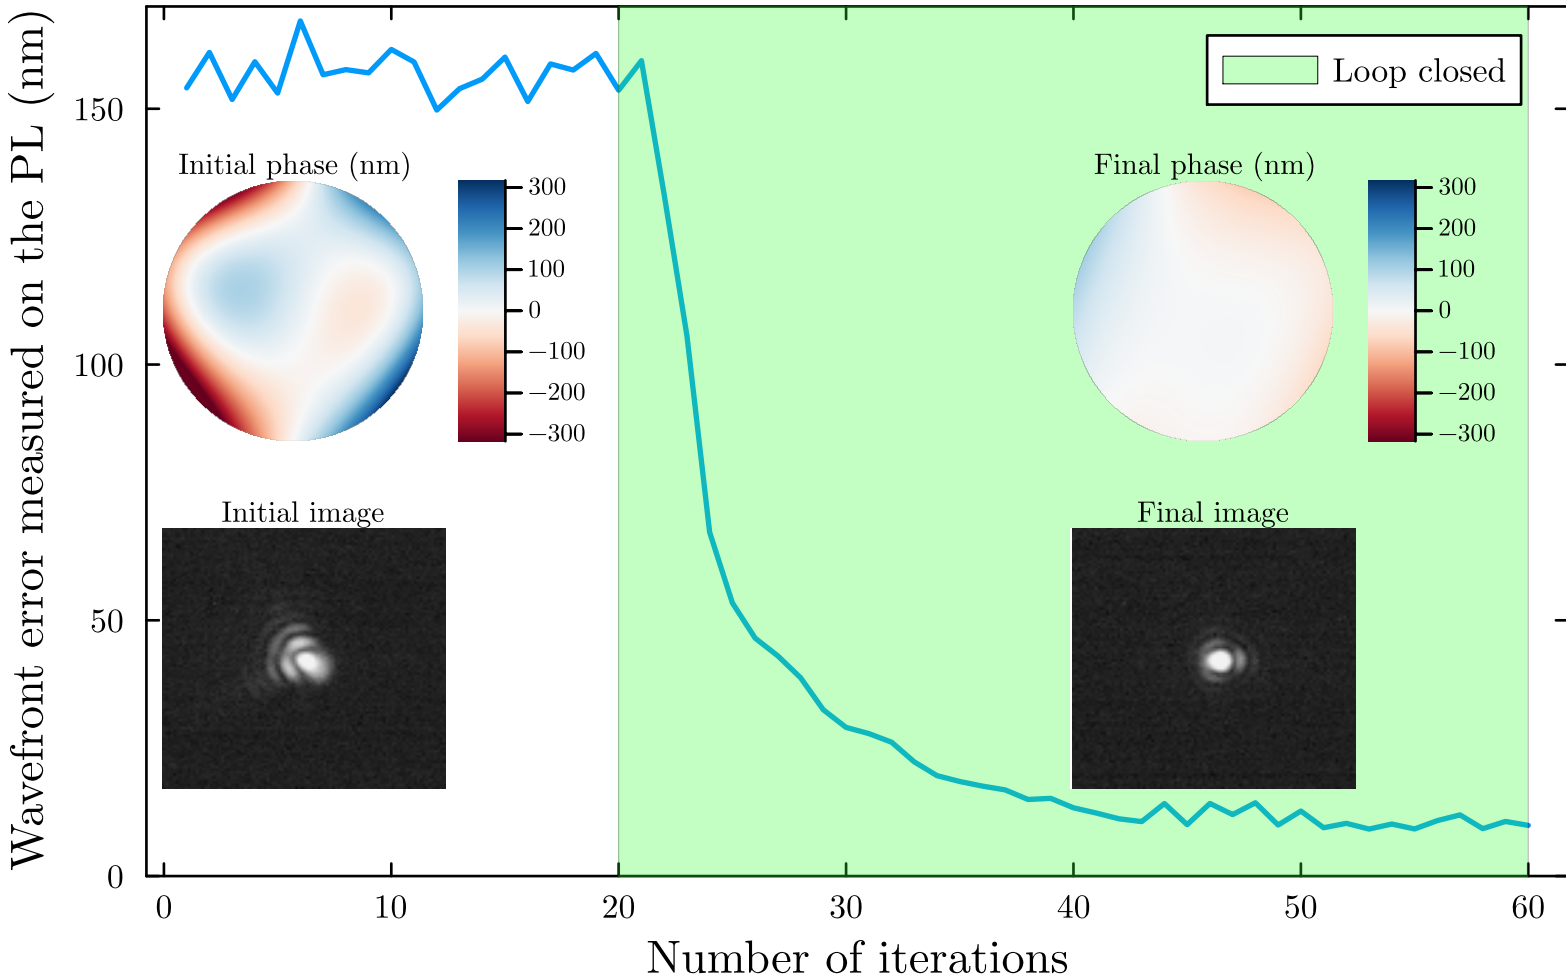 Wavefront error measured on the PL (nm)
150
100
50
0
Loop closed
Initial phase (nm)
300
200
100
0
−100
−200
−300
Final phase (nm)
300
200
100
0
−100
−200
−300
Initial image
Final image
0 10 20 30 40 50 60
Number of iterations